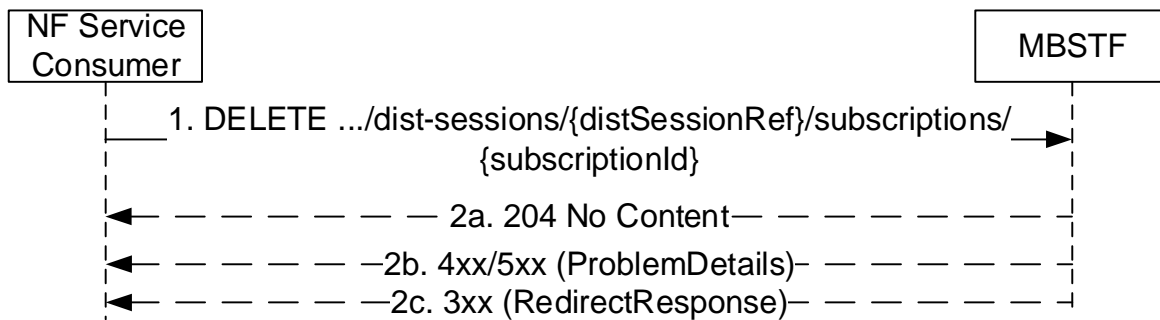 NF Service
Consumer
MBSTF
1. DELETE .../dist-sessions/{distSessionRef}/subscriptions/
{subscriptionId}
2a. 204 No Content
2b. 4xx/5xx (ProblemDetails)
2c. 3xx (RedirectResponse)